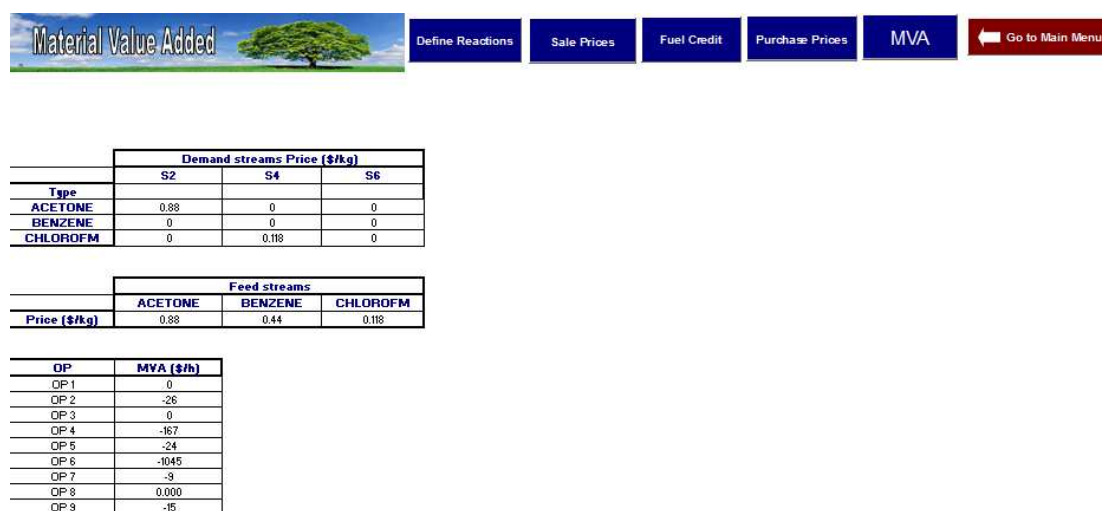 Material Value Added Define Reactions Sale Prices Fuel Credit Purchase Prices MVA Go to Main Menu
Demand streams Price ($/kg)
S2 S4 S6
Type
ACETONE 0.88 0 0
BENZENE 0 0 0
CHLOROFM 0 0.118 0
Feed streams
ACETONE BENZENE CHLOROFM
Price ($/kg) 0.88 0.44 0.118
OP MVA ($/h)
OP 1 0
OP 2 -26
OP 3 0
OP 4 -167
OP 5 -24
OP 6 -1045
OP 7 -9
OP 8 0.000
OP 9 -15